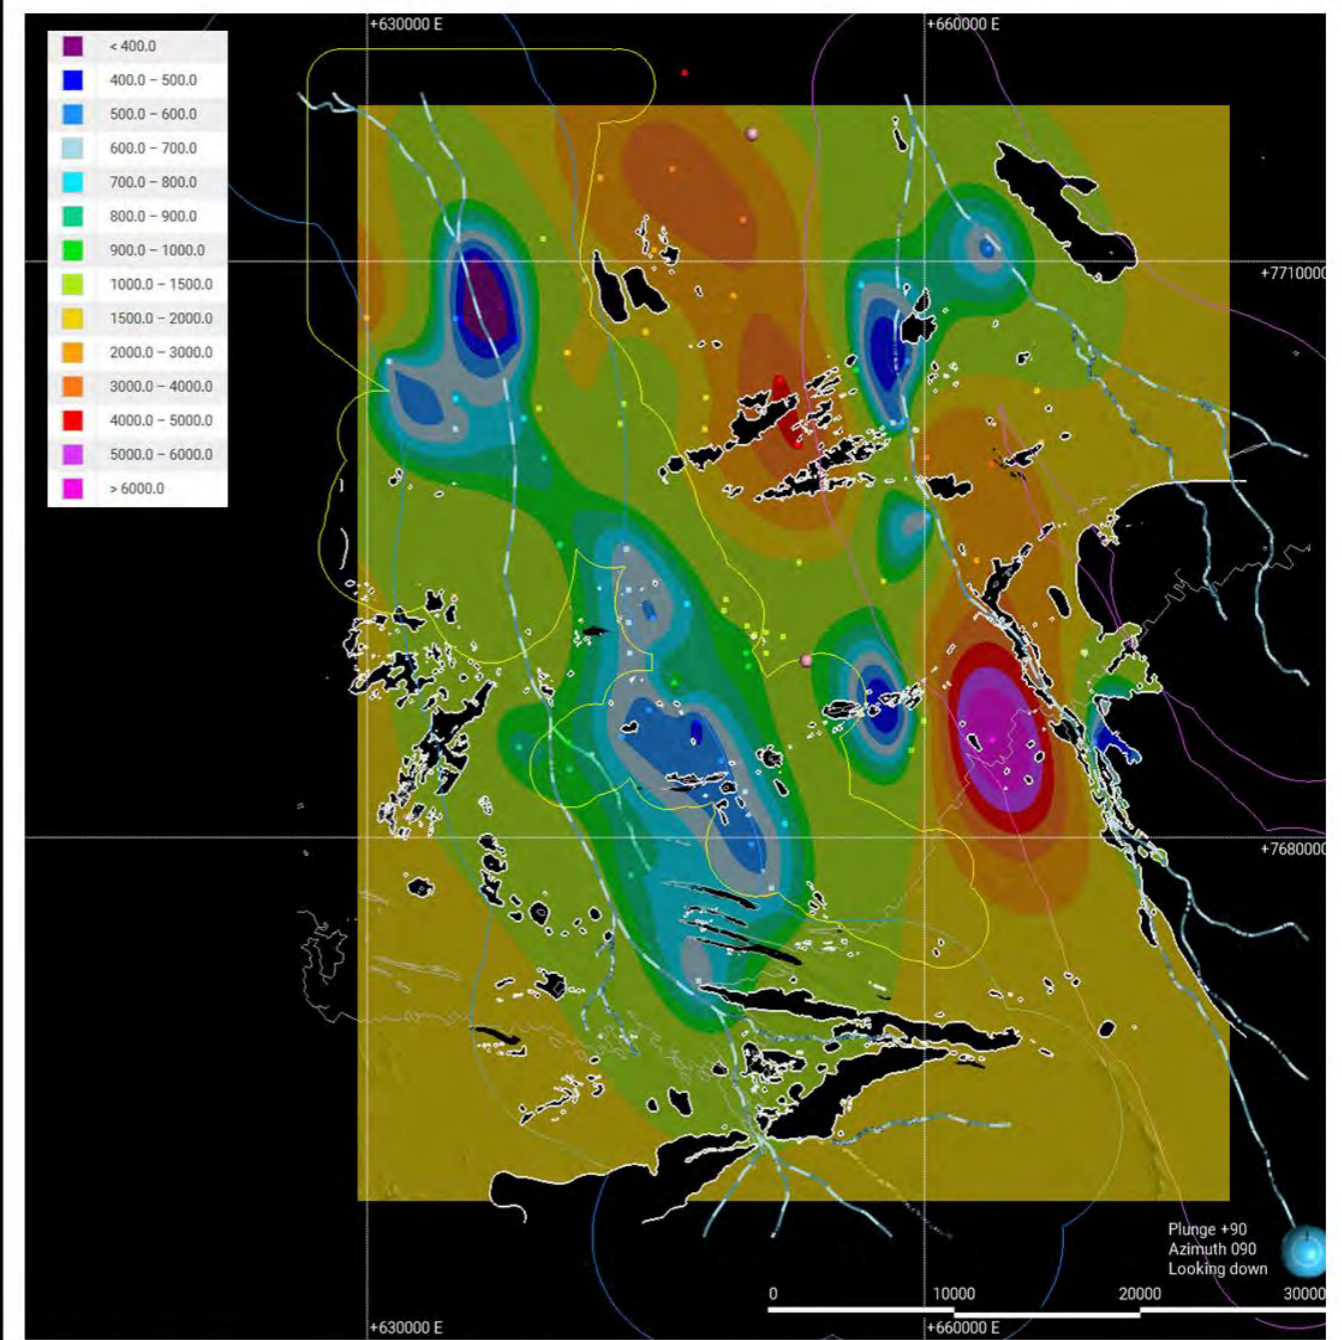 +630000 E
+660000 E
< 400.0
400.0 – 500.0
500.0 – 600.0
600.0 – 700.0
700.0 – 800.0
800.0 – 900.0
900.0 – 1000.0
1000.0 – 1500.0
1500.0 – 2000.0
2000.0 – 3000.0
3000.0 – 4000.0
4000.0 – 5000.0
5000.0 – 6000.0
> 6000.0
+7710000
+7680000
Plunge +90
Azimuth 090
Looking down
0 10000 20000 30000
+630000 E
+660000 E